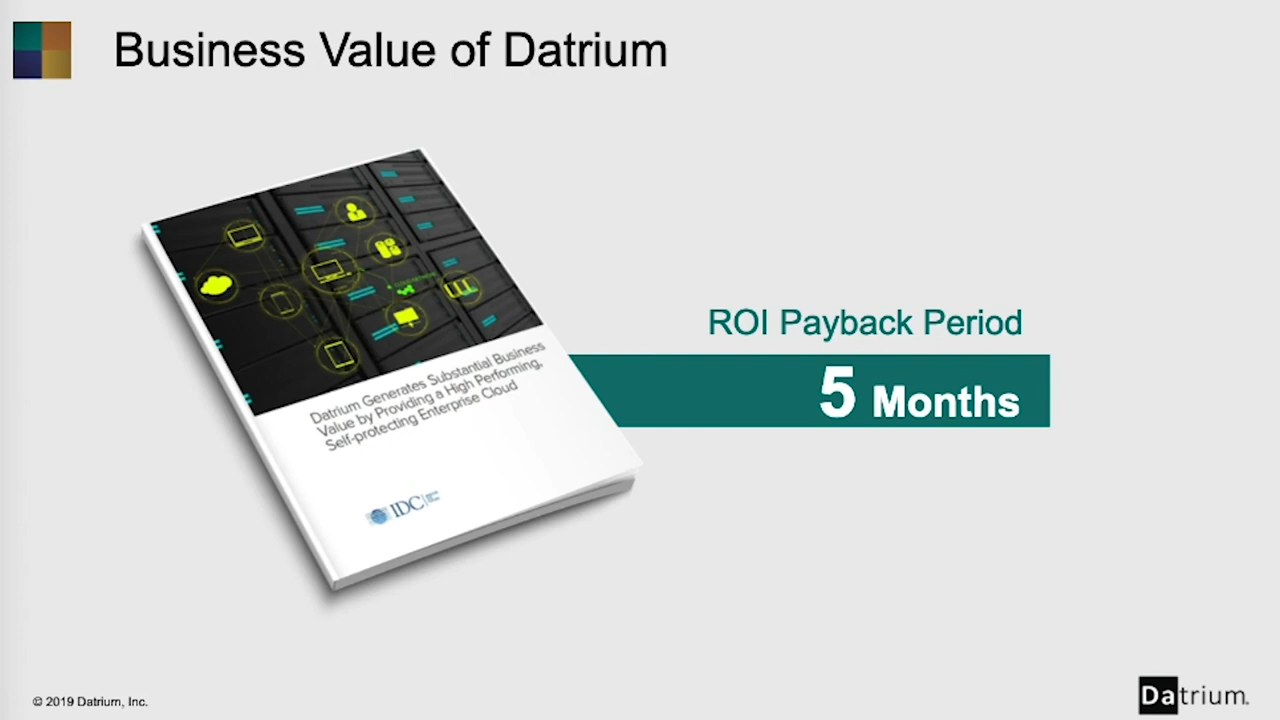 Business Value of Datrium
Datrium Generates Substantial Business
Value by Providing a High Performing,
Self-protecting Enterprise Cloud
IDC
ROI Payback Period
5 Months
© 2019 Datrium, Inc.
Datrium